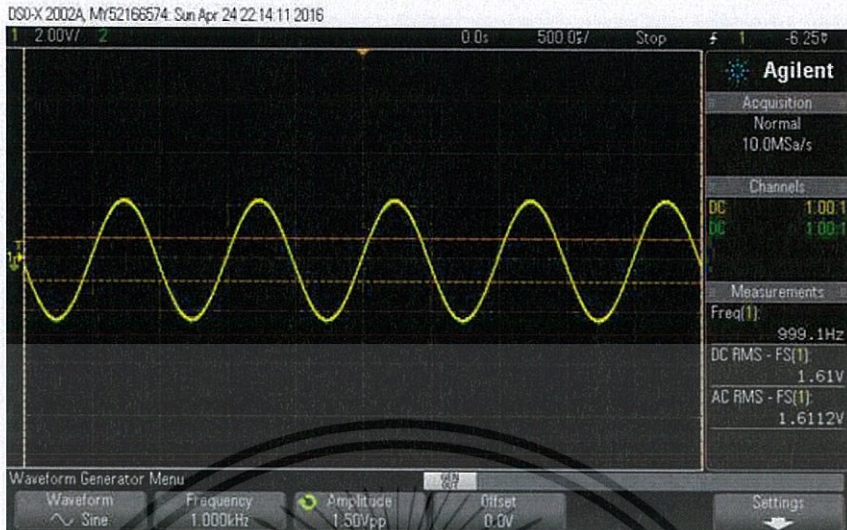 DSO-X 2002A, MY52166574: Sun Apr 24 22:14:11 2016
1 2.00V/ 2 0.0s 500.0s/ Stop 1 -6.25V
Agilent
Acquisition
Normal
10.0MSa/s
Channels
DC 1.00:1
DC 1.00:1
Measurements
Freq(1):
999.1Hz
DC RMS - FS(1):
1.61V
AC RMS - FS(1):
1.6112V
Waveform Generator Menu
GEN
OUT
Waveform Frequency Amplitude Offset Settings
Sine 1.000kHz 1.50Vpp 0.0V